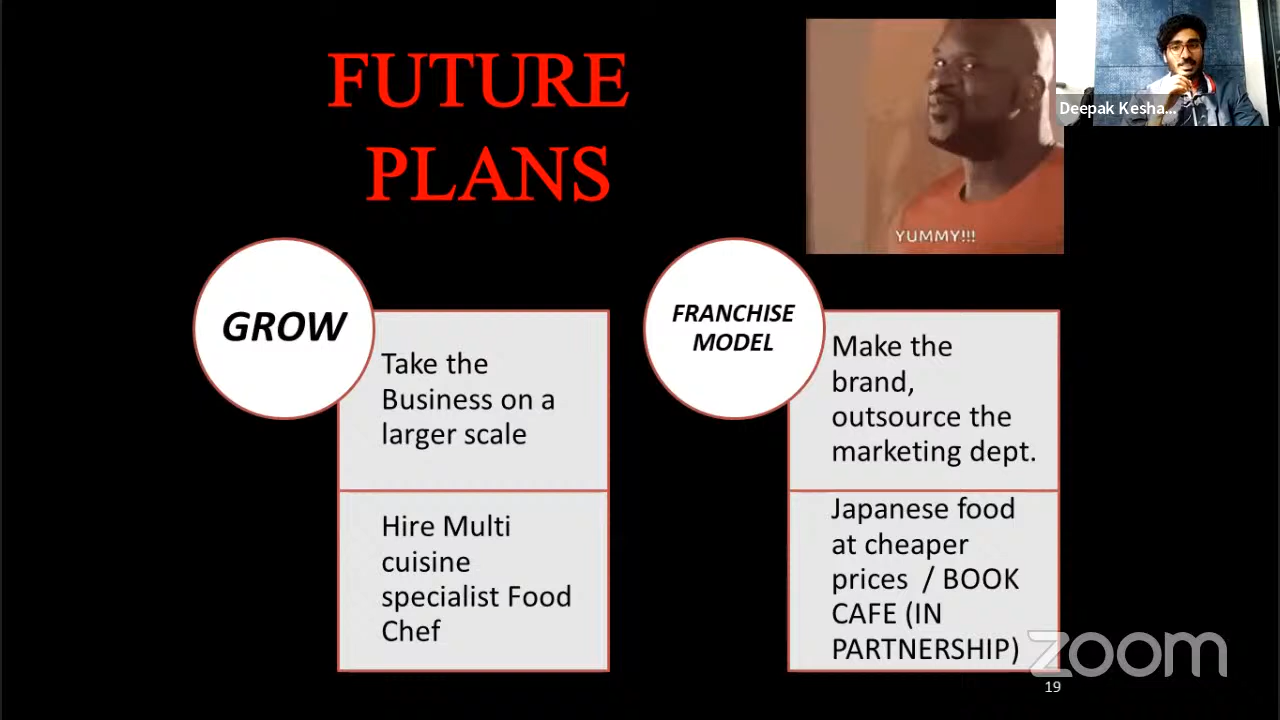 FUTURE
PLANS
YUMMY!!!
Deepak Kesha...
GROW
Take the
Business on a
larger scale
Hire Multi
cuisine
specialist Food
Chef
FRANCHISE
MODEL
Make the
brand,
outsource the
marketing dept.
Japanese food
at cheaper
prices / BOOK
CAFE (IN
PARTNERSHIP)
zoom
19